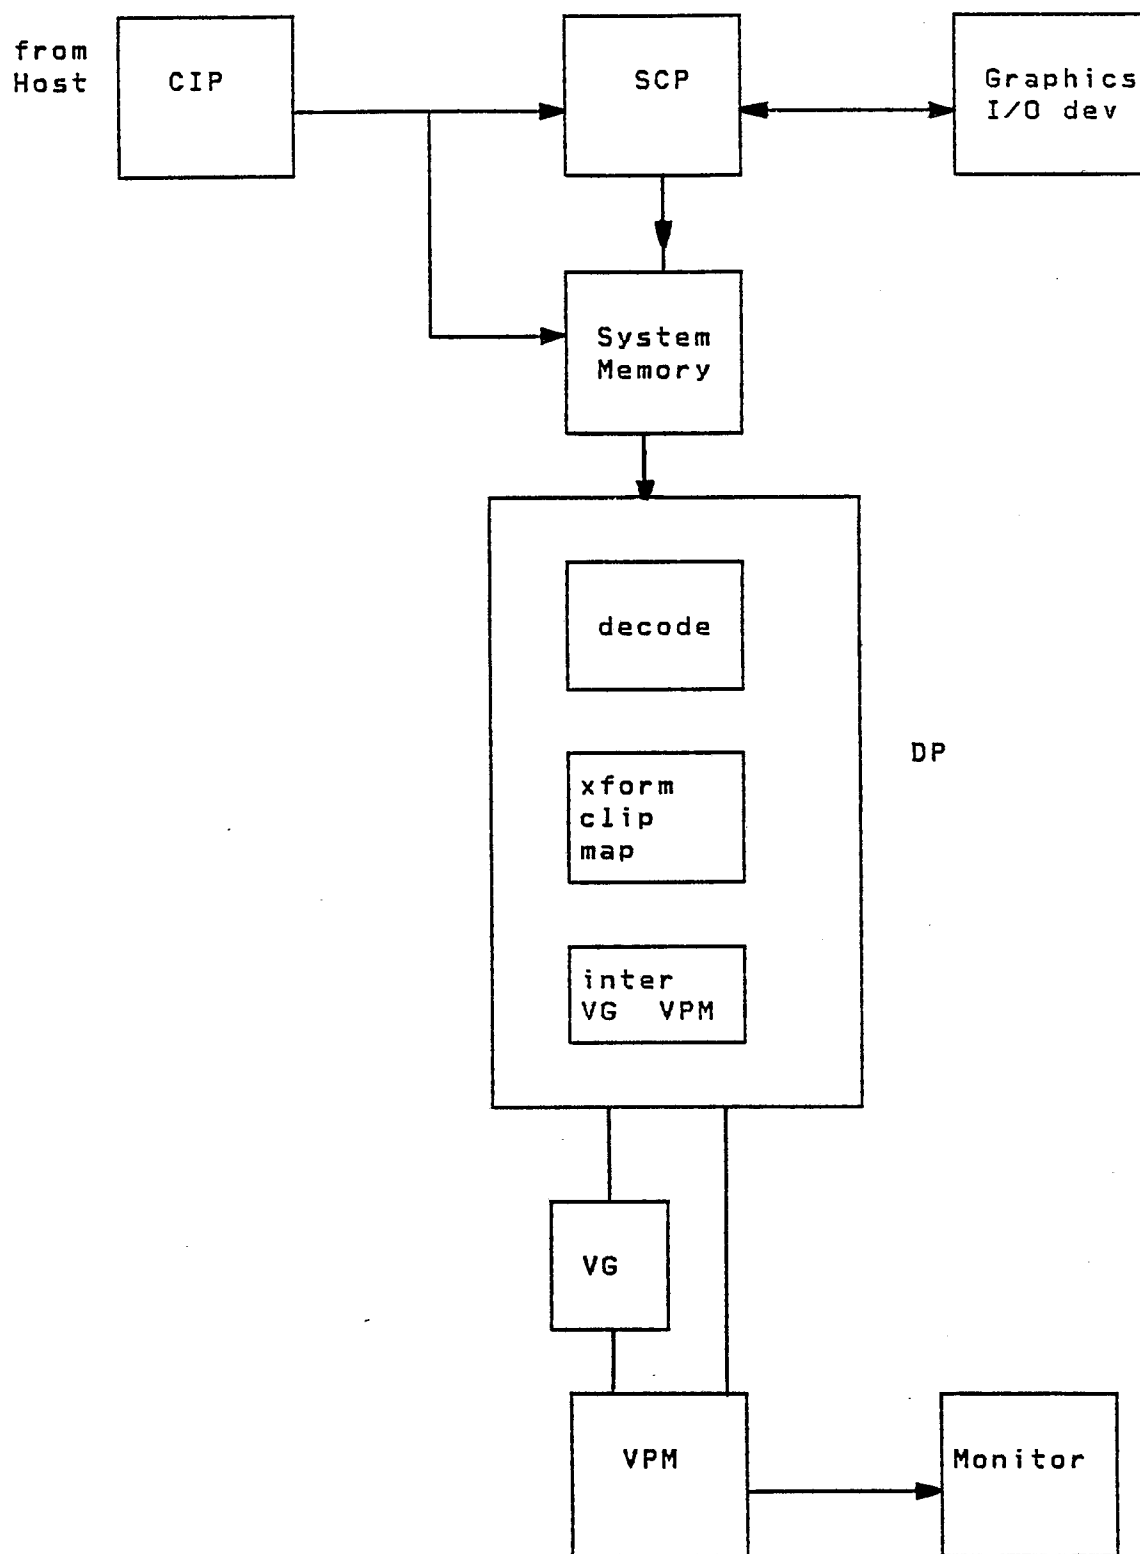 from
Host
CIP
SCP
Graphics
I/O dev
System
Memory
decode
DP
xform
clip
map
inter
VG VPM
VG
VPM
Monitor